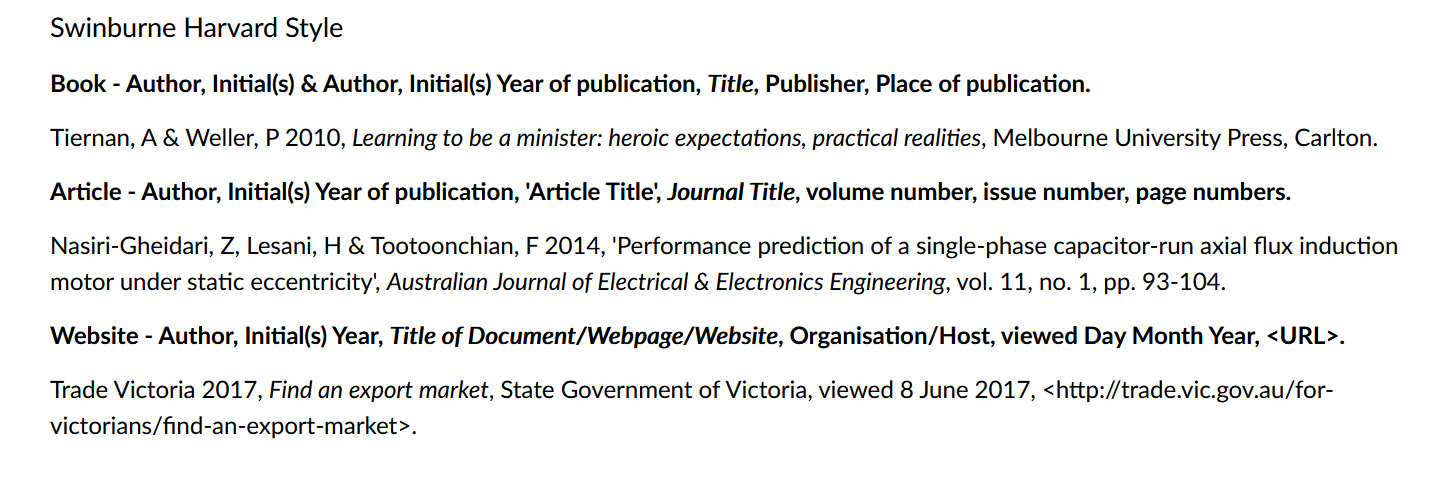 Swinburne Harvard Style
Book - Author, Initial(s) & Author, Initial(s) Year of publication, Title, Publisher, Place of publication.
Tiernan, A & Weller, P 2010, Learning to be a minister: heroic expectations, practical realities, Melbourne University Press, Carlton.
Article - Author, Initial(s) Year of publication, 'Article Title', Journal Title, volume number, issue number, page numbers.
Nasiri-Gheidari, Z, Lesani, H & Tootoonchian, F 2014, 'Performance prediction of a single-phase capacitor-run axial flux induction
motor under static eccentricity', Australian Journal of Electrical & Electronics Engineering, vol. 11, no. 1, pp. 93-104.
Website - Author, Initial(s) Year, Title of Document/Webpage/Website, Organisation/Host, viewed Day Month Year, <URL>.
Trade Victoria 2017, Find an export market, State Government of Victoria, viewed 8 June 2017, <http://trade.vic.gov.au/for-
victorians/find-an-export-market>.